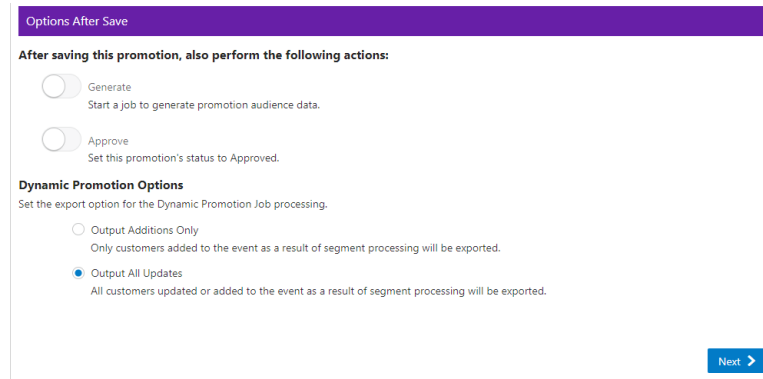 Options After Save
After saving this promotion, also perform the following actions:
Generate
Start a job to generate promotion audience data.
Approve
Set this promotion's status to Approved.
Dynamic Promotion Options
Set the export option for the Dynamic Promotion Job processing.
Output Additions Only
Only customers added to the event as a result of segment processing will be exported.
Output All Updates
All customers updated or added to the event as a result of segment processing will be exported.
Next